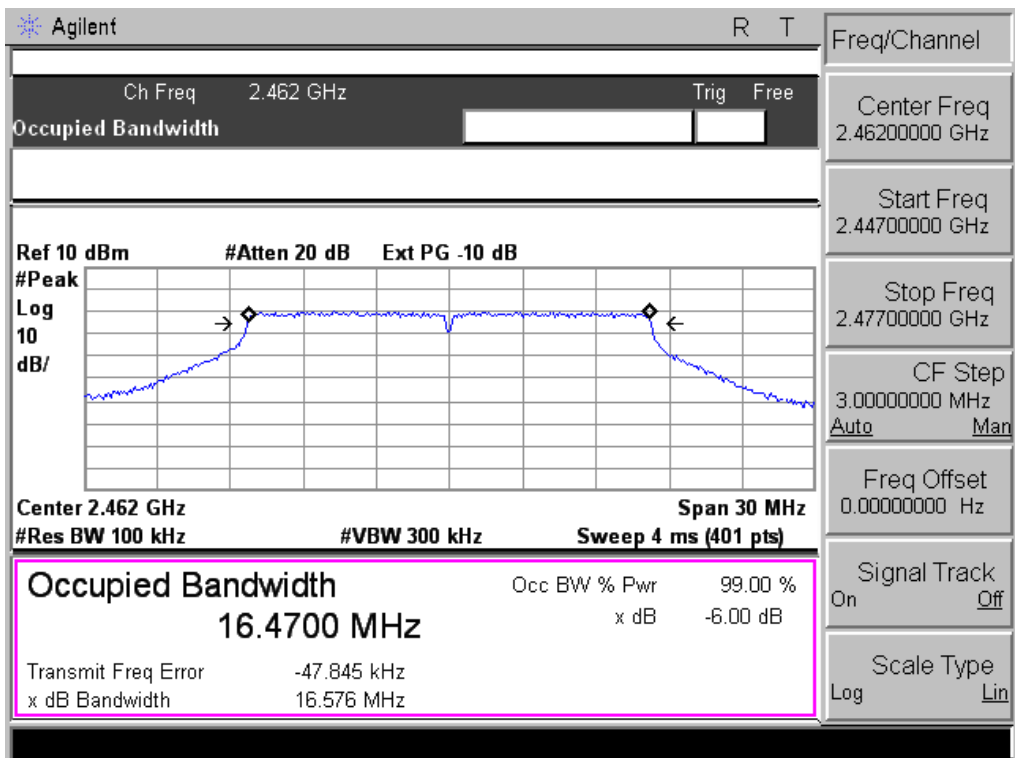 Agilent R T
Ch Freq 2.462 GHz Trig Free
Occupied Bandwidth
Ref 10 dBm #Atten 20 dB Ext PG -10 dB
#Peak
Log
10
dB/
Center 2.462 GHz Span 30 MHz
#Res BW 100 kHz #VBW 300 kHz Sweep 4 ms (401 pts)
Occupied Bandwidth Occ BW % Pwr 99.00 %
16.4700 MHz x dB -6.00 dB
Transmit Freq Error -47.845 kHz
x dB Bandwidth 16.576 MHz
Freq/Channel
Center Freq
2.46200000 GHz
Start Freq
2.44700000 GHz
Stop Freq
2.47700000 GHz
CF Step
3.00000000 MHz
Auto Man
Freq Offset
0.00000000 Hz
Signal Track
On Off
Scale Type
Log Lin